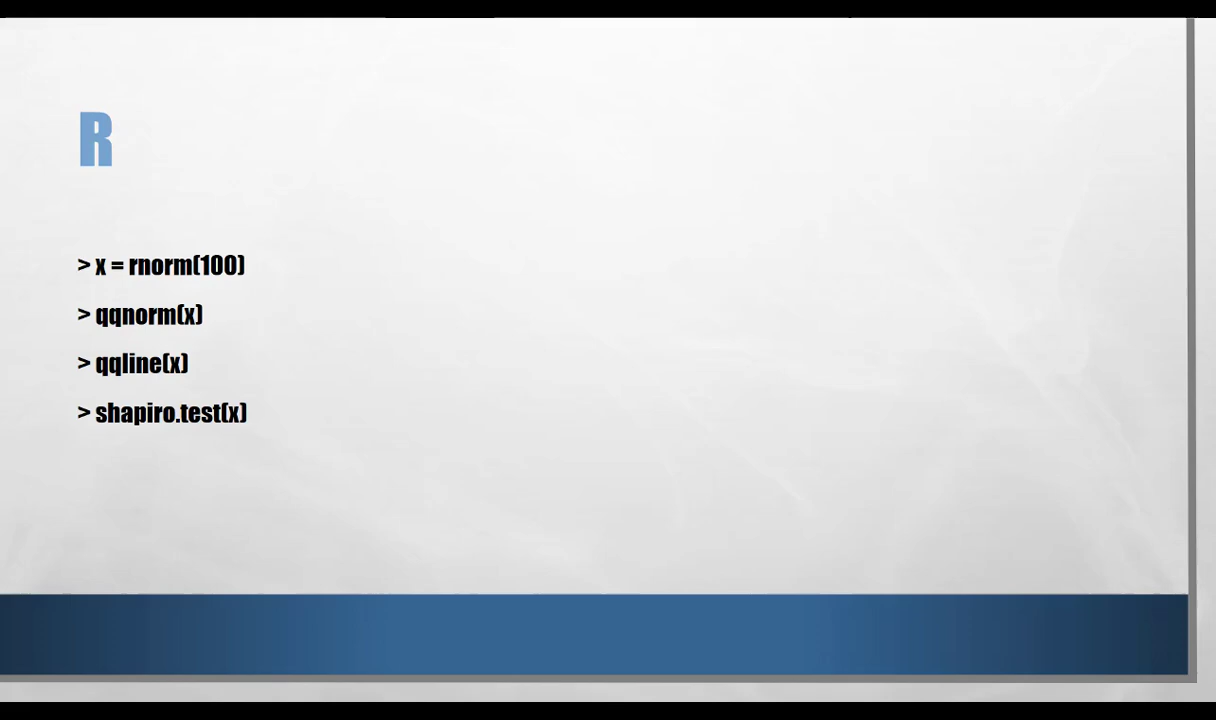 R
> x = rnorm(100)
> qqnorm(x)
> qqline(x)
> shapiro.test(x)